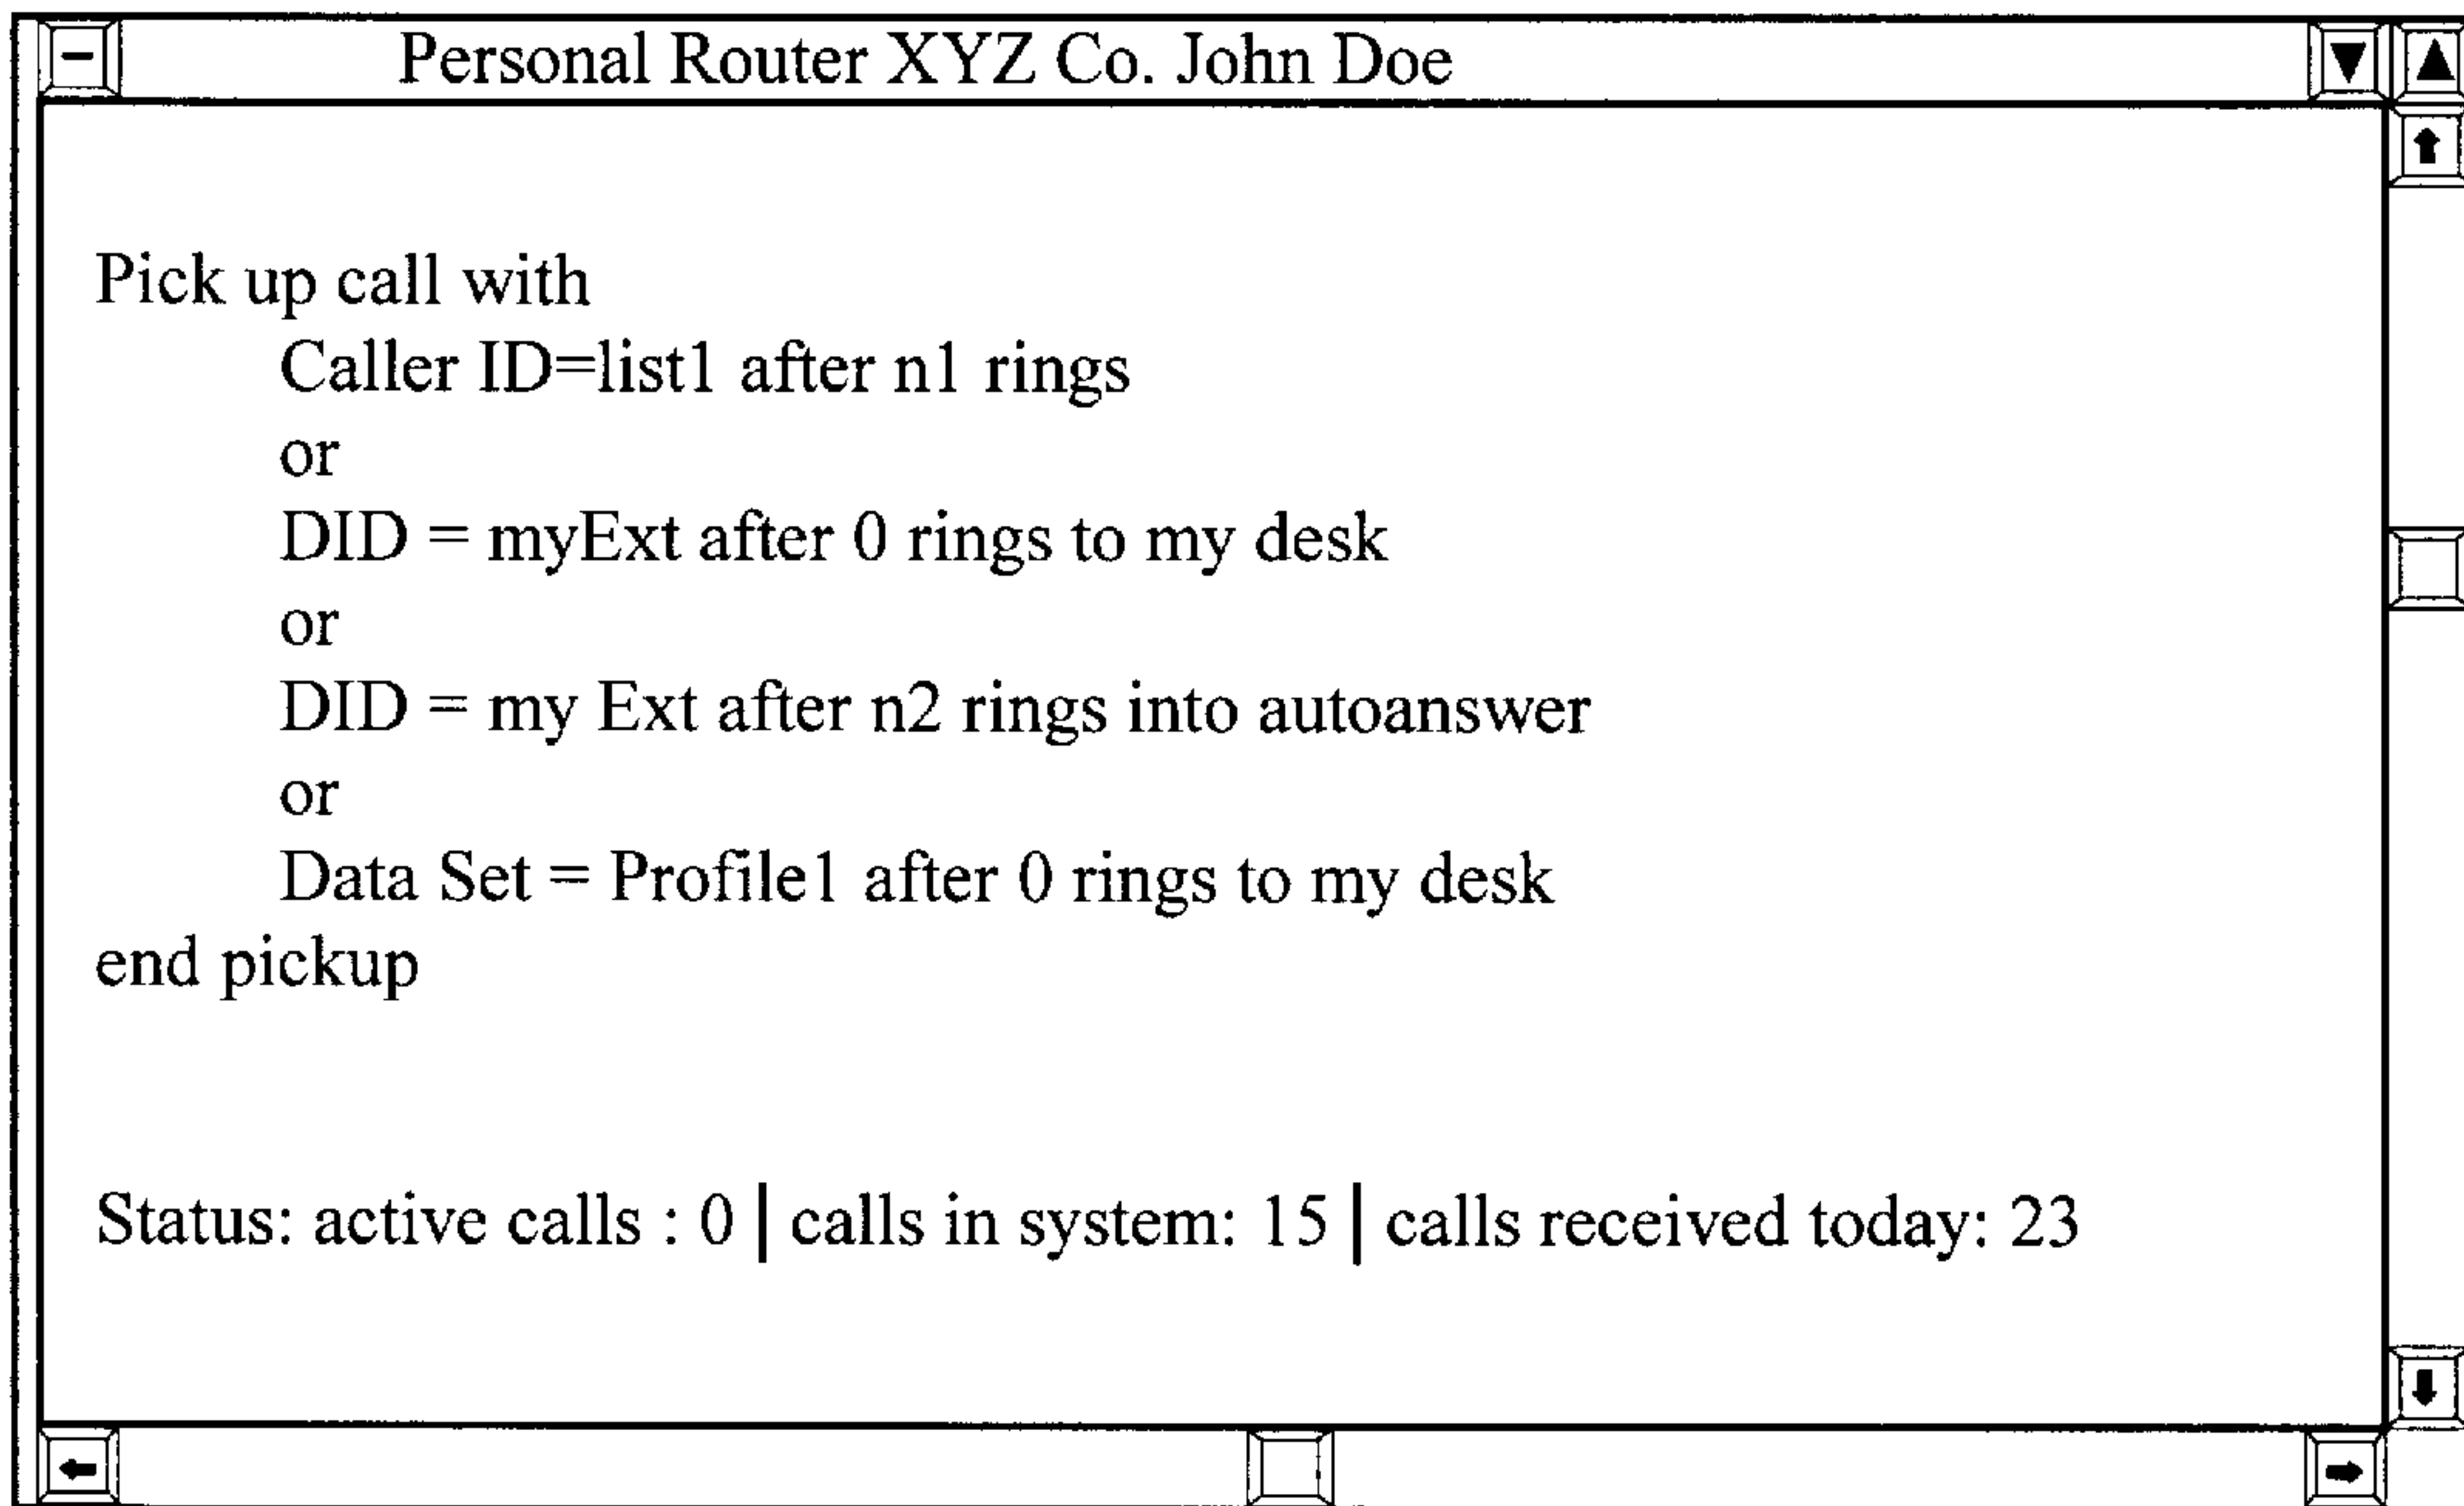 Personal Router XYZ Co. John Doe
Pick up call with
Caller ID=list1 after n1 rings
or
DID = myExt after 0 rings to my desk
or
DID = my Ext after n2 rings into autoanswer
or
Data Set = Profile1 after 0 rings to my desk
end pickup
Status: active calls : 0 | calls in system: 15 | calls received today: 23